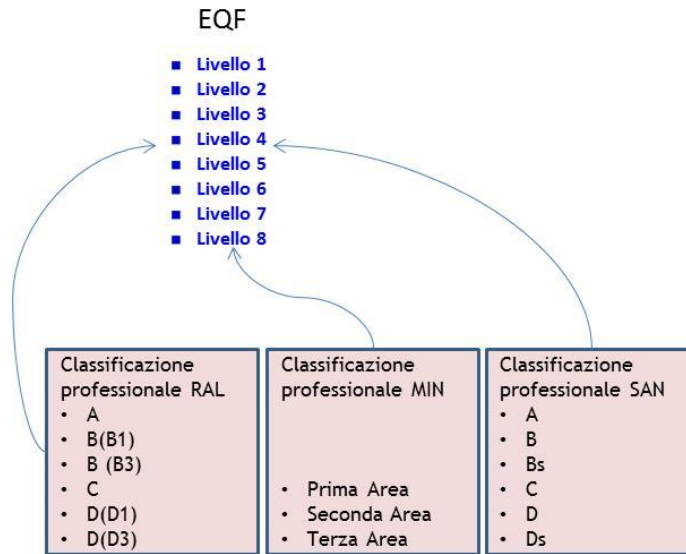 EQF
▪ Livello 1
▪ Livello 2
▪ Livello 3
▪ Livello 4
▪ Livello 5
▪ Livello 6
▪ Livello 7
▪ Livello 8
Classificazione
professionale RAL
• A
• B(B1)
• B (B3)
• C
• D(D1)
• D(D3)
Classificazione
professionale MIN
• Prima Area
• Seconda Area
• Terza Area
Classificazione
professionale SAN
• A
• B
• Bs
• C
• D
• Ds